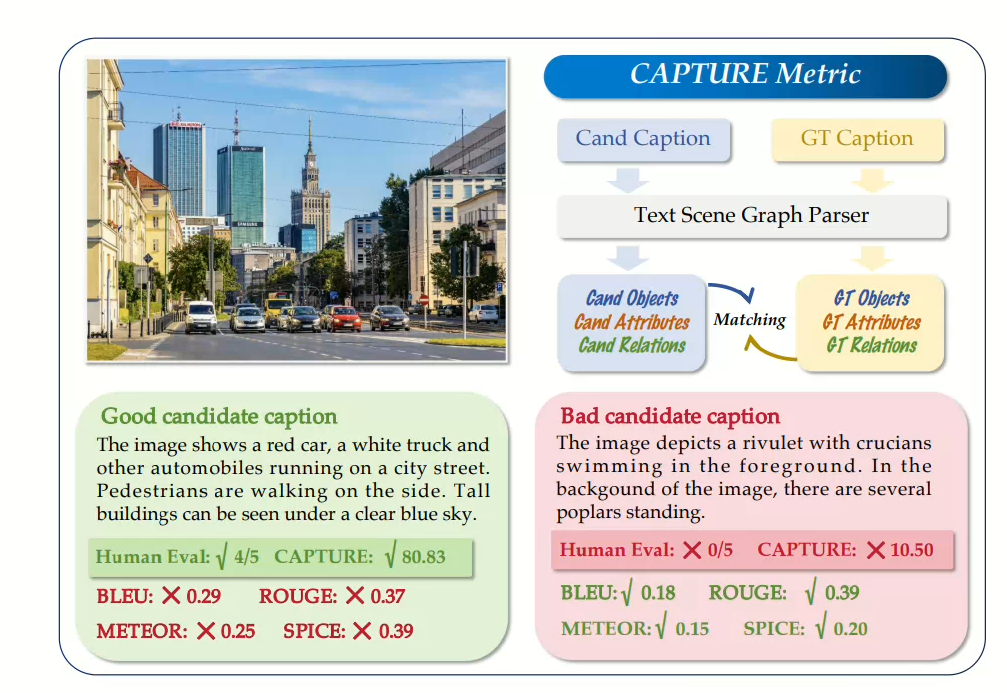 CAPTURE Metric
Cand Caption
GT Caption
Text Scene Graph Parser
Cand Objects
Cand Attributes
Cand Relations
Matching
GT Objects
GT Attributes
GT Relations
SAMSUNG
Good candidate caption
The image shows a red car, a white truck and
other automobiles running on a city street.
Pedestrians are walking on the side. Tall
buildings can be seen under a clear blue sky.
Human Eval: √ 4/5 CAPTURE: √ 80.83
BLEU: ✕ 0.29 ROUGE: ✕ 0.37
METEOR: ✕ 0.25 SPICE: ✕ 0.39
Bad candidate caption
The image depicts a rivulet with crucians
swimming in the foreground. In the
backgound of the image, there are several
poplars standing.
Human Eval: ✕ 0/5 CAPTURE: ✕ 10.50
BLEU: √ 0.18 ROUGE: √ 0.39
METEOR: √ 0.15 SPICE: √ 0.20